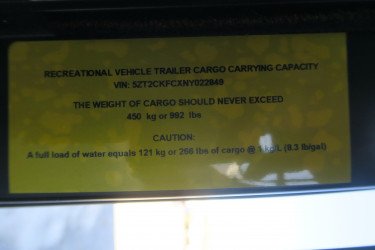 RECREATIONAL VEHICLE TRAILER CARGO CARRYING CAPACITY
VIN: 5ZT2CKFCXNY022849
THE WEIGHT OF CARGO SHOULD NEVER EXCEED
450 kg or 992 lbs
CAUTION:
A full load of water equals 121 kg or 266 lbs of cargo @ 1 kg/L (8.3 lb/gal)